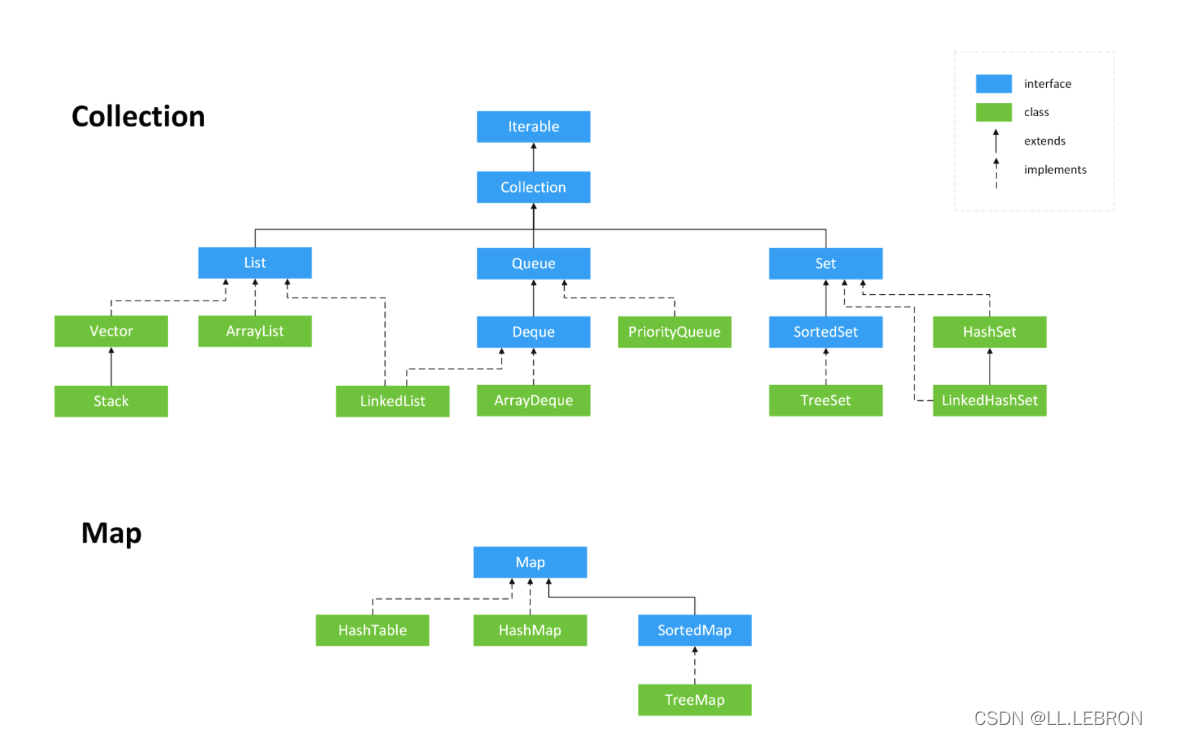 Collection
interface
class
extends
implements
Iterable
Collection
List
Queue
Set
Vector
ArrayList
Deque
PriorityQueue
SortedSet
HashSet
Stack
LinkedList
ArrayDeque
TreeSet
LinkedHashSet
Map
Map
HashTable
HashMap
SortedMap
TreeMap
CSDN @LL.LEBRON